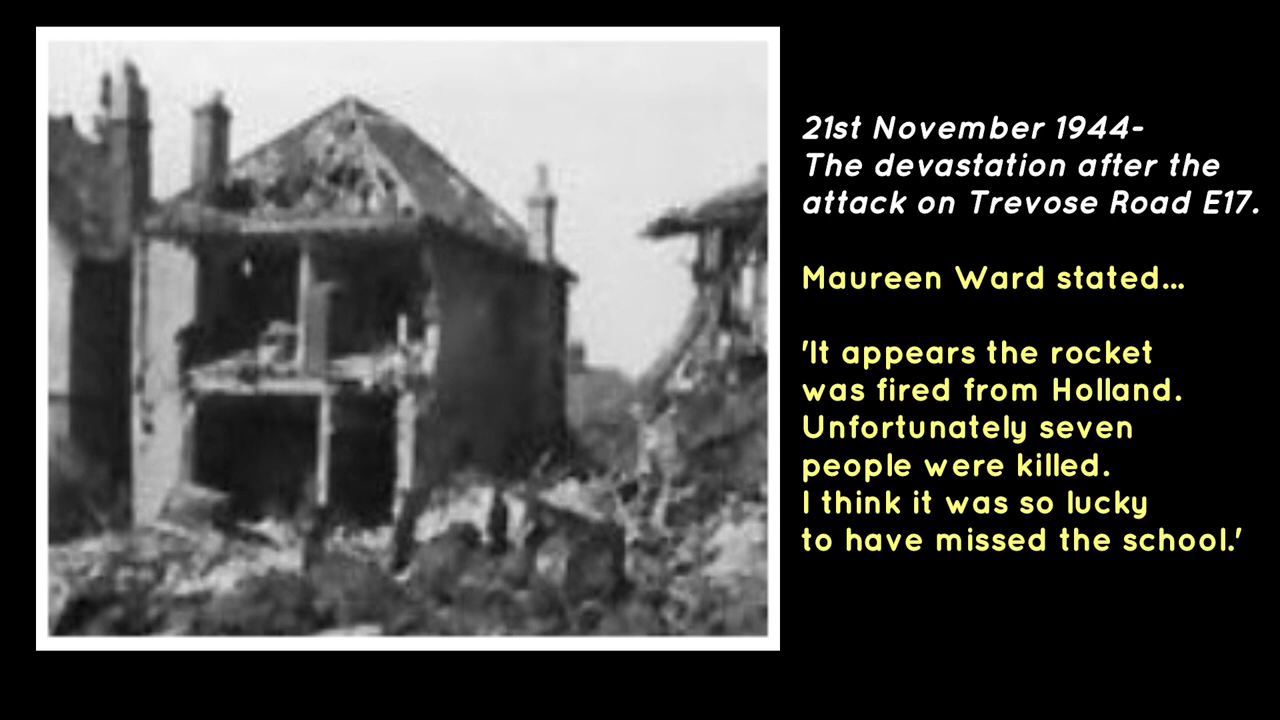 21st November 1944-
The devastation after the
attack on Trevose Road E17.
Maureen Ward stated...
'It appears the rocket
was fired from Holland.
Unfortunately seven
people were killed.
I think it was so lucky
to have missed the school.'